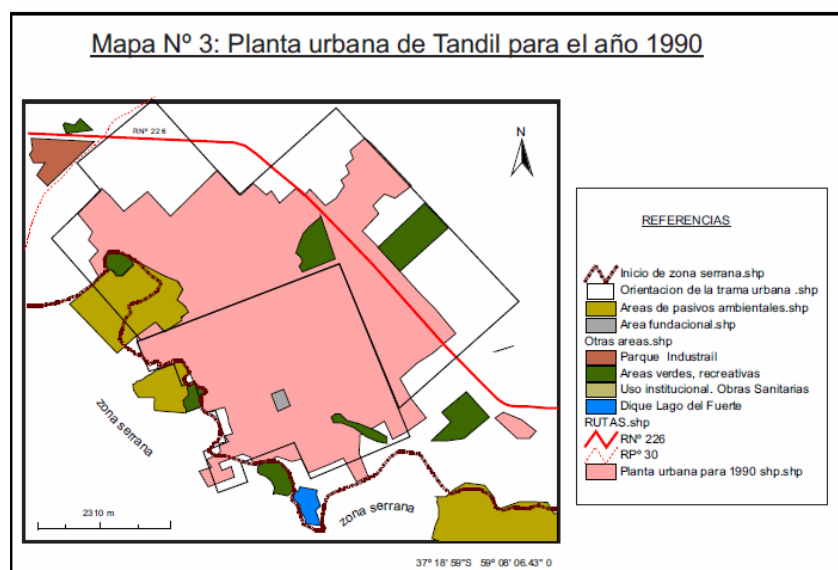 Mapa Nº 3: Planta urbana de Tandil para el año 1990
RNº 226
N
zona serrana
zona serrana
2310 m
37º 18' 59"S 59º 08' 06.43" 0
REFERENCIAS
Inicio de zona serrana.shp
Orientacion de la trama urbana .shp
Areas de pasivos ambientales.shp
Area fundacional.shp
Otras areas.shp
Parque Industrail
Areas verdes, recreativas
Uso institucional. Obras Sanitarias
Dique Lago del Fuerte
RUTAS.shp
RNº 226
RPº 30
Planta urbana para 1990 shp.shp